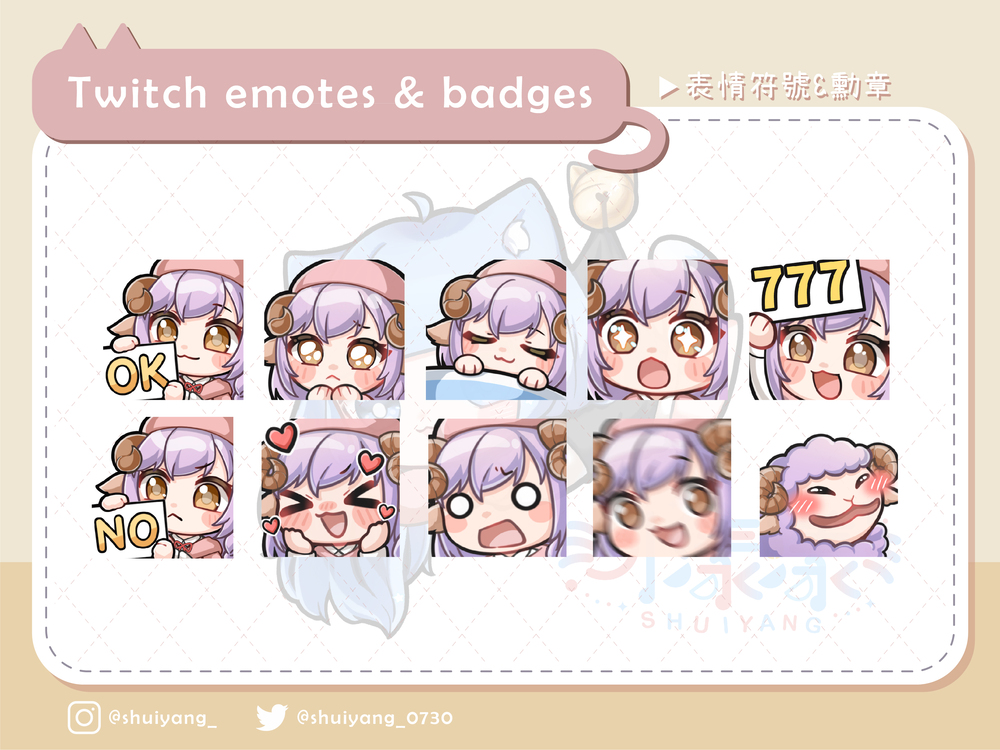 Twitch emotes & badges
▶表情符號&勳章
OK
777
NO
SHUIYANG
@shuiyang_
@shuiyang_0730